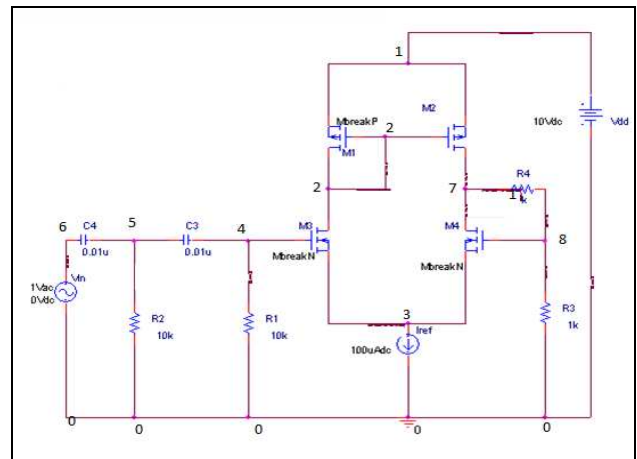 1
M2
MbreakP
2
10Vdc
Vdd
M1
R4
2
7
1k
6
C4
5
C3
4
M3
M4
8
0.01u
0.01u
MbreakN
MbreakN
Vin
1Vac
0Vdc
R2
R1
3
Iref
R3
10k
10k
100uAdc
1k
0
0
0
0
0